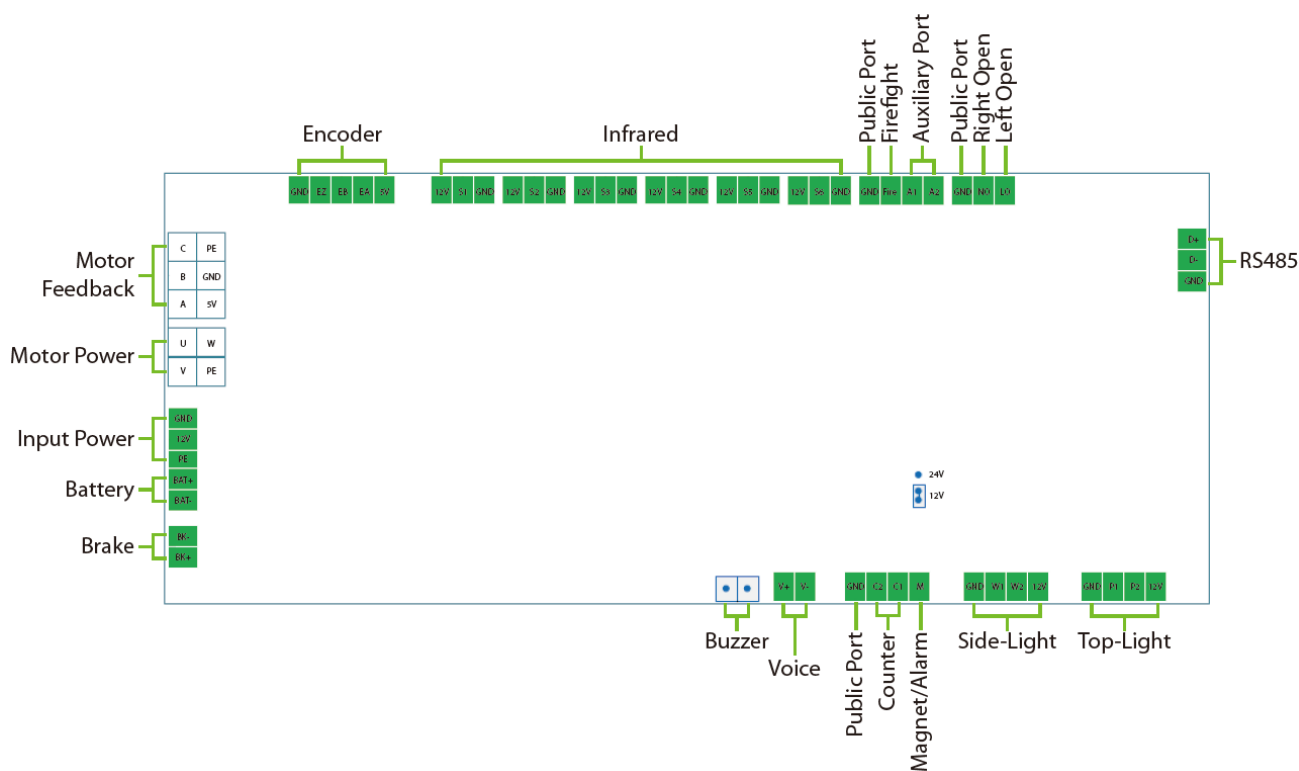 Public Port
Firefight
Auxiliary Port
Public Port
Right Open
Left Open
Encoder
Infrared
GND EZ EB EA 5V
12V S1 GND
12V S2 GND
12V S3 GND
12V S4 GND
12V S5 GND
12V S6 GND
GND Fire A1 A2
GND NO LO
D+
D-
GND
RS485
Motor
Feedback
C PE
B GND
A 5V
Motor Power
U W
V PE
Input Power
GND
12V
PE
Battery
BAT+
BAT-
Brake
BK-
BK+
24V
12V
V+ V-
GND C2 C1 M
GND W1 W2 12V
GND P1 P2 12V
Buzzer
Voice
Public Port
Counter
Magnet/Alarm
Side-Light
Top-Light